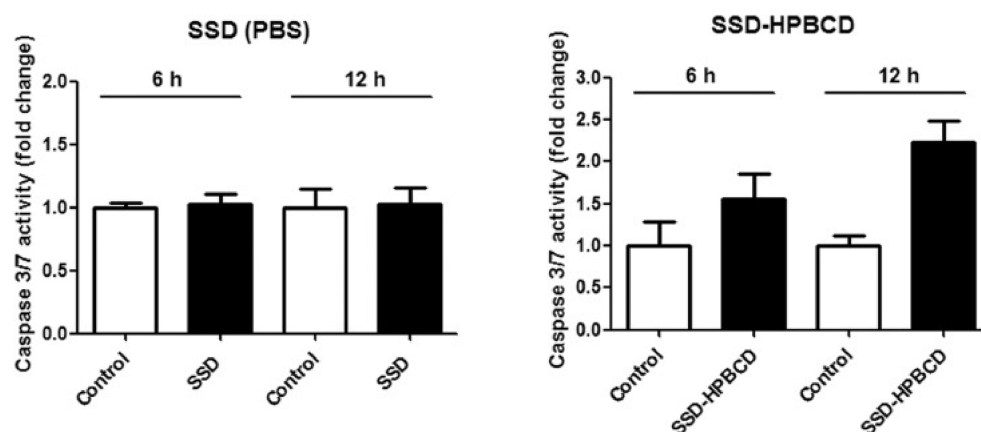 SSD (PBS)
Caspase 3/7 activity (fold change)
2.0
1.5
1.0
0.5
0.0
6 h
12 h
Control
SSD
Control
SSD
SSD-HPBCD
Caspase 3/7 activity (fold change)
3.0
2.5
2.0
1.5
1.0
0.5
0.0
6 h
12 h
Control
SSD-HPBCD
Control
SSD-HPBCD